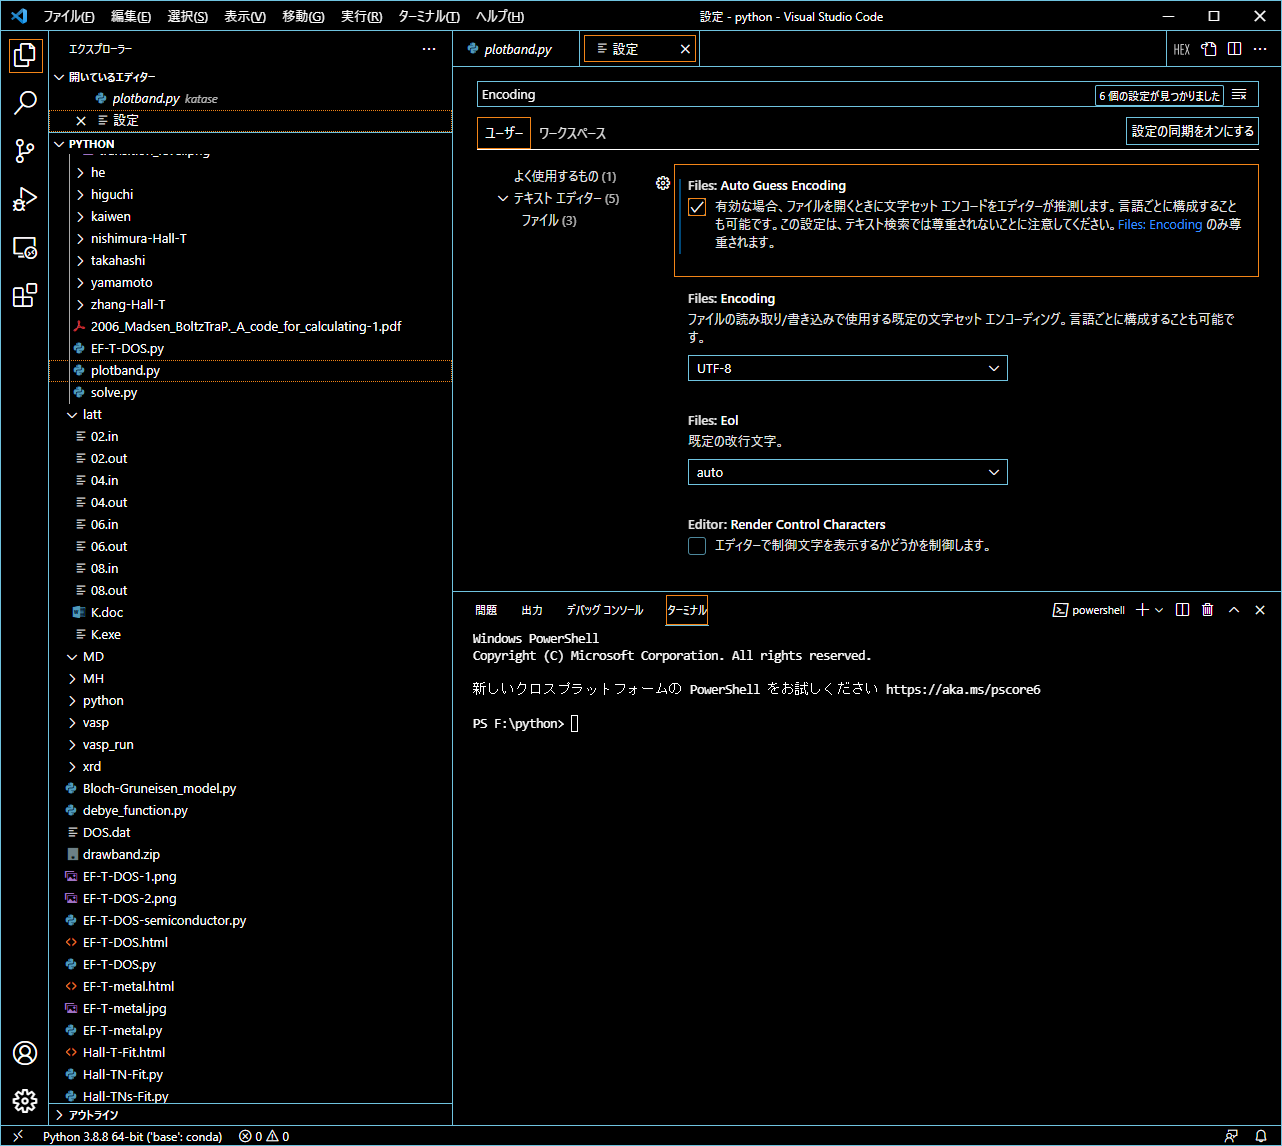 ファイル(F) 編集(E) 選択(S) 表示(V) 移動(G) 実行(R) ターミナル(T) ヘルプ(H) 設定 - python - Visual Studio Code
エクスプローラー
開いているエディター
plotband.py katase
設定
PYTHON
transition_level.png
he
higuchi
kaiwen
nishimura-Hall-T
takahashi
yamamoto
zhang-Hall-T
2006_Madsen_BoltzTraP._A_code_for_calculating-1.pdf
EF-T-DOS.py
plotband.py
solve.py
latt
02.in
02.out
04.in
04.out
06.in
06.out
08.in
08.out
K.doc
K.exe
MD
MH
python
vasp
vasp_run
xrd
Bloch-Gruneisen_model.py
debye_function.py
DOS.dat
drawband.zip
EF-T-DOS-1.png
EF-T-DOS-2.png
EF-T-DOS-semiconductor.py
EF-T-DOS.html
EF-T-DOS.py
EF-T-metal.html
EF-T-metal.jpg
EF-T-metal.py
Hall-T-Fit.html
Hall-TN-Fit.py
Hall-TNs-Fit.py
アウトライン
plotband.py 設定 HEX
Encoding 6 個の設定が見つかりました
ユーザー ワークスペース 設定の同期をオンにする
よく使用するもの (1)
テキスト エディター (5)
ファイル (3)
Files: Auto Guess Encoding
有効な場合、ファイルを開くときに文字セット エンコードをエディターが推測します。言語ごとに構成すること
も可能です。この設定は、テキスト検索では尊重されないことに注意してください。Files: Encoding のみ尊
重されます。
Files: Encoding
ファイルの読み取り/書き込みで使用する既定の文字セット エンコーディング。言語ごとに構成することも可能で
す。
UTF-8
Files: Eol
既定の改行文字。
auto
Editor: Render Control Characters
エディターで制御文字を表示するかどうかを制御します。
問題 出力 デバッグ コンソール ターミナル powershell
Windows PowerShell
Copyright (C) Microsoft Corporation. All rights reserved.
新しいクロスプラットフォームの PowerShell をお試しください https://aka.ms/pscore6
PS F:\python>
Python 3.8.8 64-bit ('base': conda) 0 0